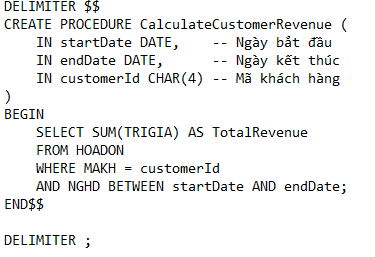 DELIMITER $$
CREATE PROCEDURE CalculateCustomerRevenue (
    IN startDate DATE,    -- Ngày bắt đầu
    IN endDate DATE,      -- Ngày kết thúc
    IN customerId CHAR(4) -- Mã khách hàng
)
BEGIN
    SELECT SUM(TRIGIA) AS TotalRevenue
    FROM HOADON
    WHERE MAKH = customerId
    AND NGHD BETWEEN startDate AND endDate;
END$$
DELIMITER ;